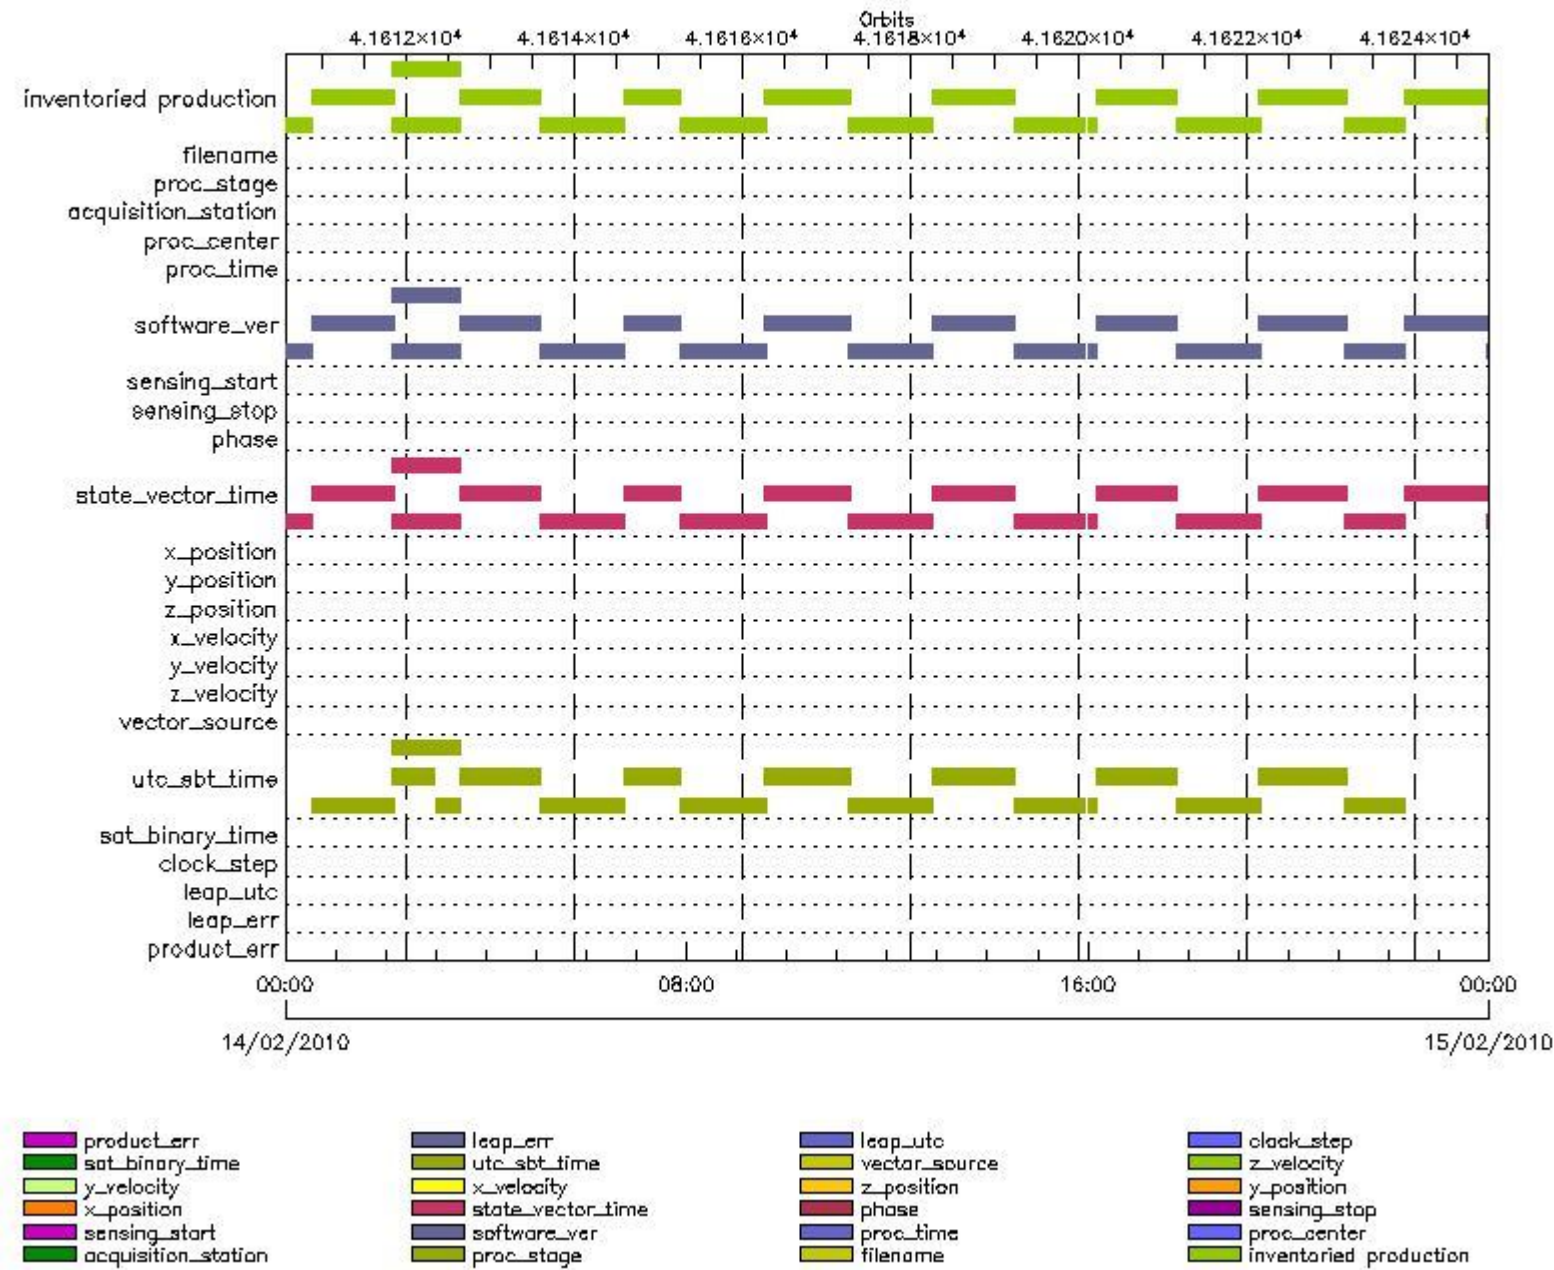 Orbits
4.1612×10⁴ 4.1614×10⁴ 4.1616×10⁴ 4.1618×10⁴ 4.1620×10⁴ 4.1622×10⁴ 4.1624×10⁴
inventoried production
filename
proc_stage
acquisition_station
proc_center
proc_time
software_ver
sensing_start
sensing_stop
phase
state_vector_time
x_position
y_position
z_position
x_velocity
y_velocity
z_velocity
vector_source
utc_sbt_time
sat_binary_time
clock_step
leap_utc
leap_err
product_err
00:00 08:00 16:00 00:00
14/02/2010 15/02/2010
product_err leap_err leap_utc clock_step
sat_binary_time utc_sbt_time vector_source z_velocity
y_velocity x_velocity z_position y_position
x_position state_vector_time phase sensing_stop
sensing_start software_ver proc_time proc_center
acquisition_station proc_stage filename inventoried production